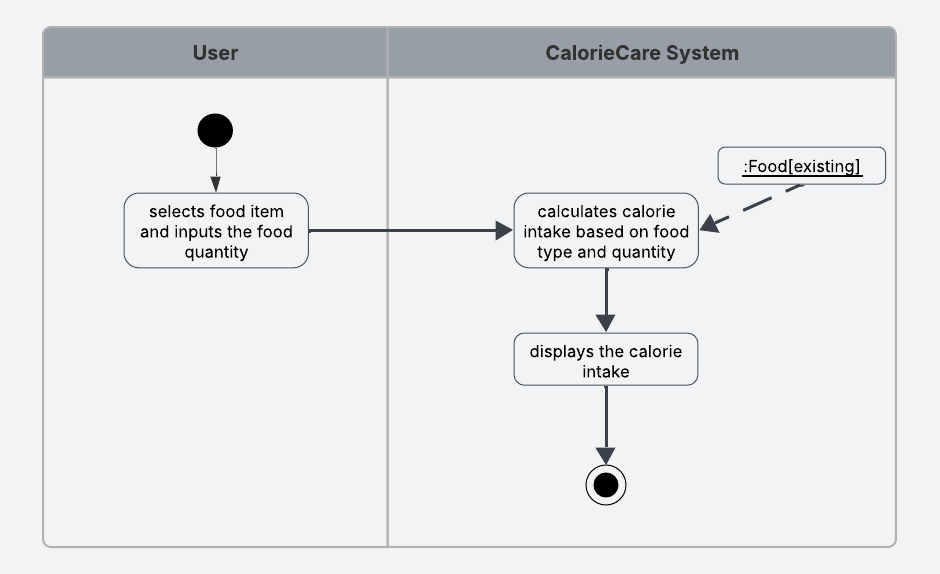 User
CalorieCare System
:Food[existing]
selects food item
and inputs the food
quantity
calculates calorie
intake based on food
type and quantity
displays the calorie
intake